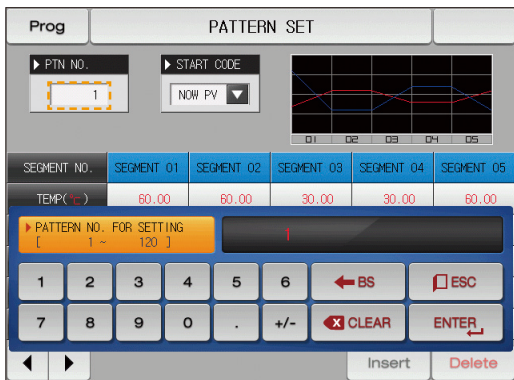 Prog
PATTERN SET
PTN NO.
START CODE
1
NOW PV
01 02 03 04 05
SEGMENT NO. SEGMENT 01 SEGMENT 02 SEGMENT 03 SEGMENT 04 SEGMENT 05
TEMP(℃) 60.00 60.00 30.00 30.00 60.00
PATTERN NO. FOR SETTING
[ 1 ~ 120 ]
1
1 2 3 4 5 6 BS ESC
7 8 9 0 . +/- X CLEAR ENTER
Insert Delete